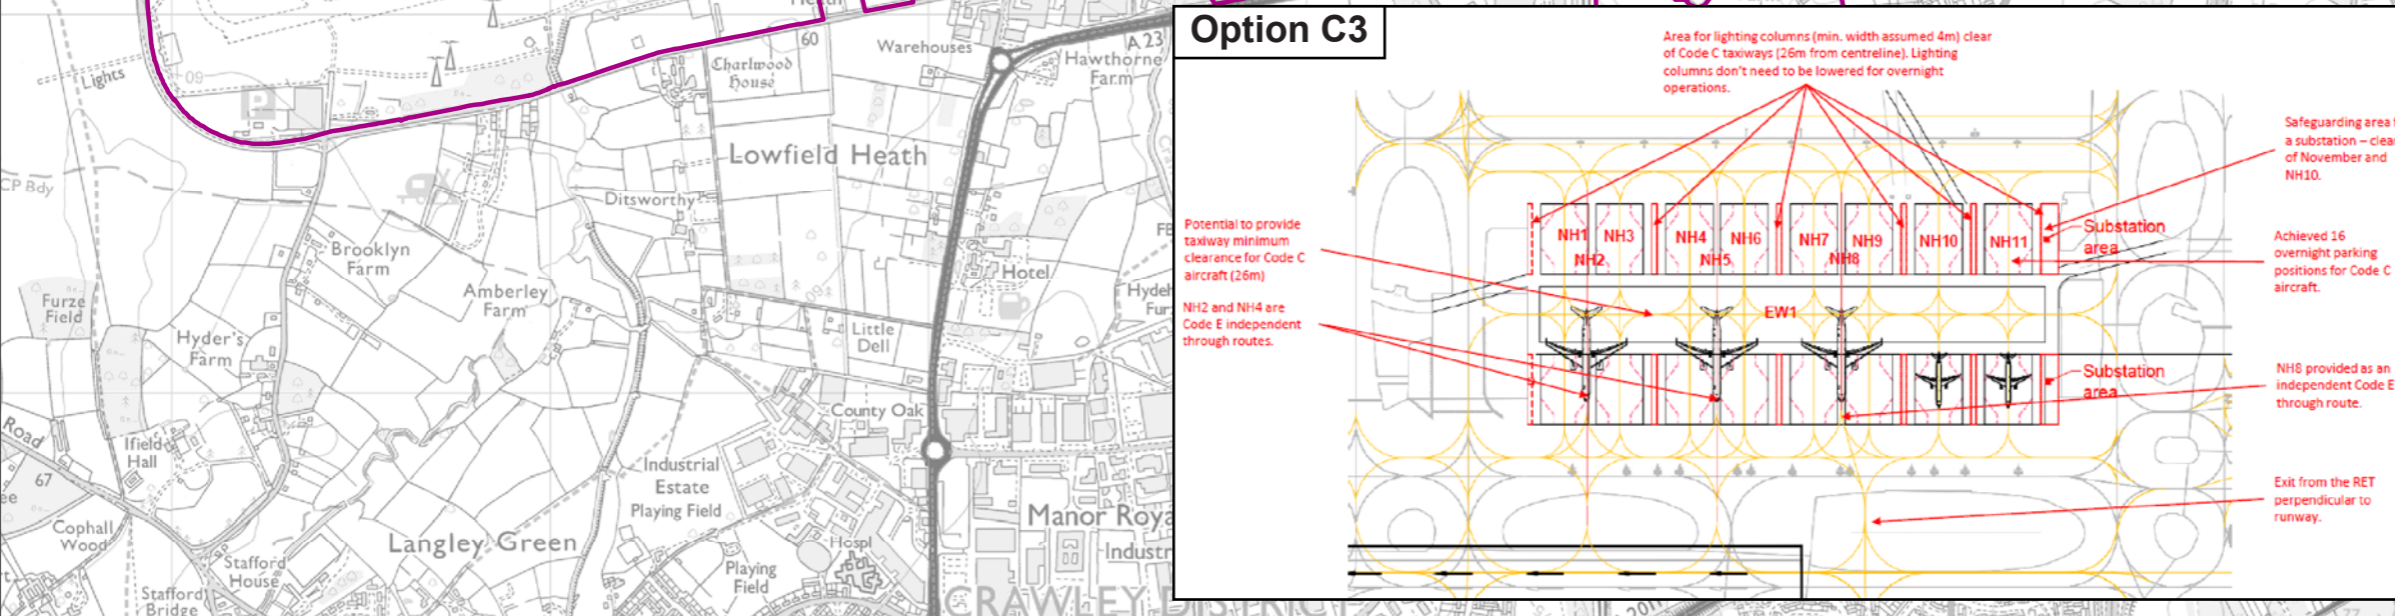 60
Warehouses
A 23
Hawthorne
Farm
Lights
09
P
Charlwood
House
Lowfield Heath
CP Bdy
Ditsworthy
Brooklyn
Farm
Hotel
Furze
Field
Amberley
Farm
Hyder's
Farm
Little
Dell
County Oak
Road
Ifield
Hall
67
Industrial
Estate
Playing Field
Cophall
Wood
Manor Roya
Langley Green
Hospl
Industr
Stafford
House
Playing
Field
Stafford
Bridge
CRAWLEY DISTRICT
Option C3
Area for lighting columns (min. width assumed 4m) clear
of Code C taxiways (26m from centreline). Lighting
columns don't need to be lowered for overnight
operations.
Safeguarding area f
a substation – clea
of November and
NH10.
Potential to provide
taxiway minimum
clearance for Code C
aircraft (26m)
NH2 and NH4 are
Code E independent
through routes.
NH1 NH3 NH4 NH6 NH7 NH9 NH10 NH11
NH2 NH5 NH8
Substation
area
Achieved 16
overnight parking
positions for Code C
aircraft.
EW1
Substation
area
NH8 provided as an
independent Code E
through route.
Exit from the RET
perpendicular to
runway.